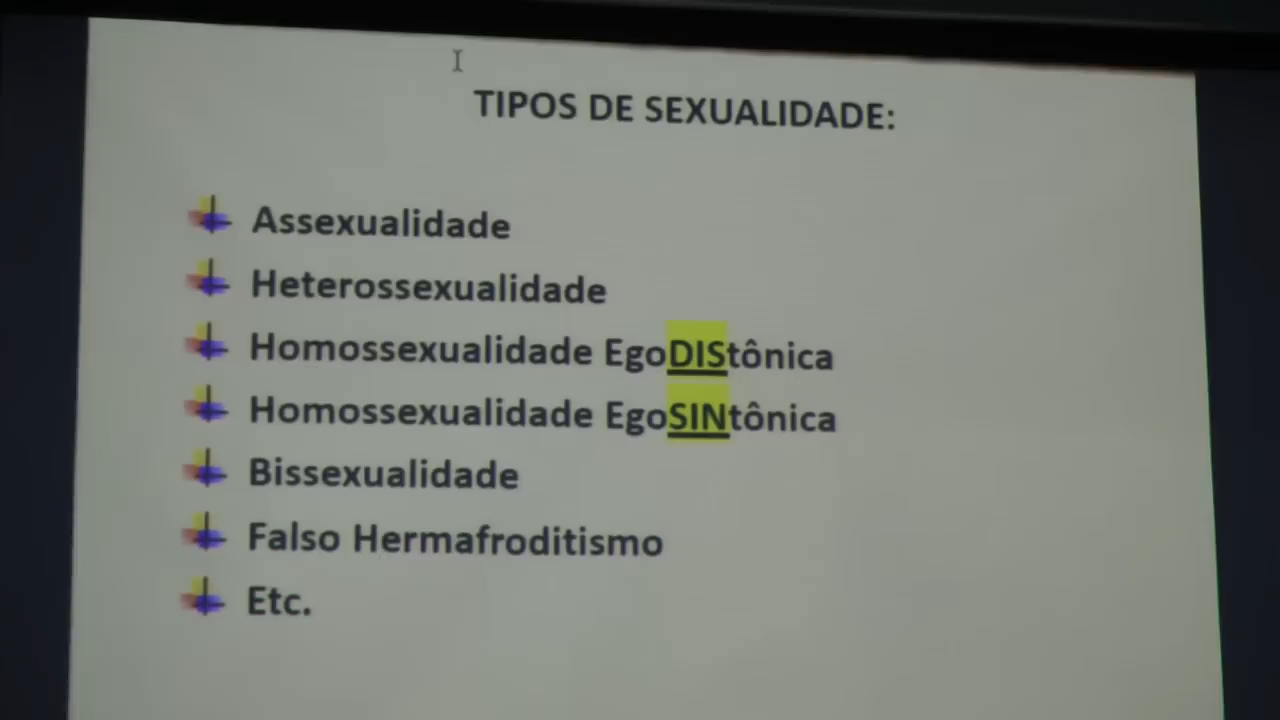 TIPOS DE SEXUALIDADE:
Assexualidade
Heterossexualidade
Homossexualidade EgoDIStônica
Homossexualidade EgoSINtônica
Bissexualidade
Falso Hermafroditismo
Etc.